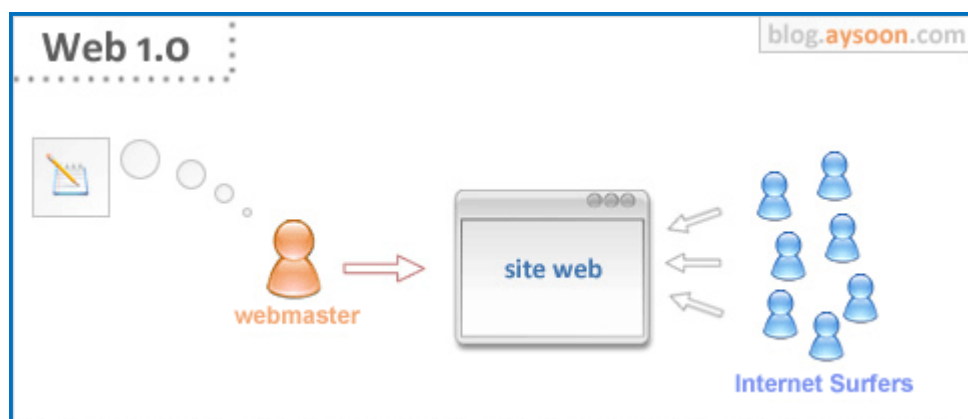 Web 1.0
blog.aysoon.com
site web
webmaster
Internet Surfers